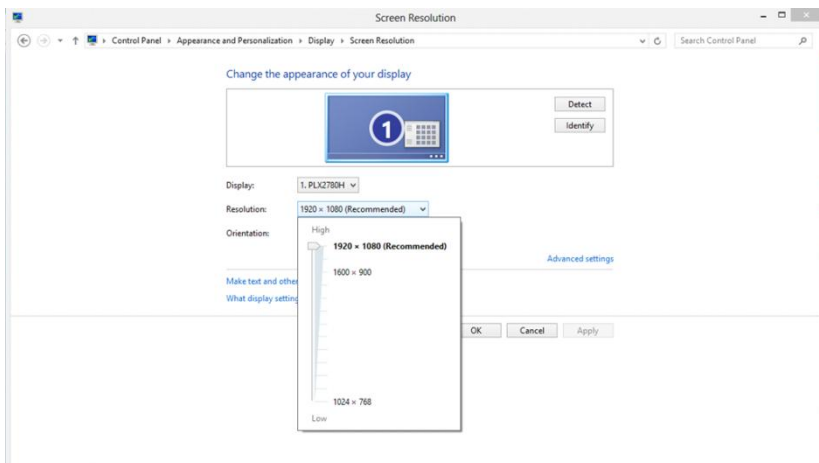 Screen Resolution
Control Panel ▸ Appearance and Personalization ▸ Display ▸ Screen Resolution
Search Control Panel
Change the appearance of your display
1
Detect
Identify
Display: 1. PLX2780H
Resolution: 1920 × 1080 (Recommended)
Orientation:
High
1920 × 1080 (Recommended)
1600 × 900
Advanced settings
Make text and other
What display setting
OK Cancel Apply
1024 × 768
Low